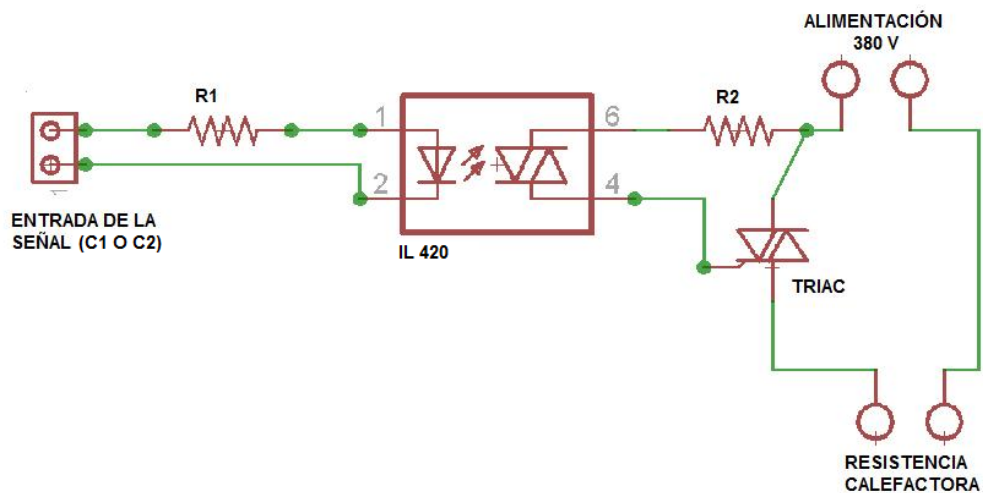 ALIMENTACIÓN
380 V
R1
R2
1
6
2
4
ENTRADA DE LA
SEÑAL (C1 O C2)
IL 420
TRIAC
RESISTENCIA
CALEFACTORA